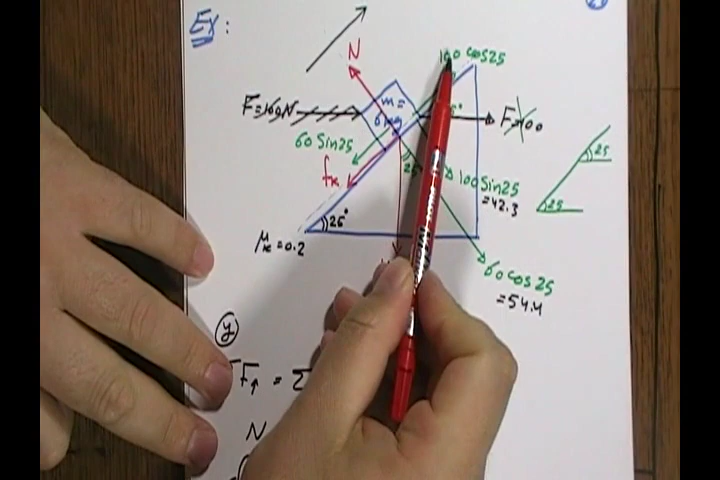 Ex:
N
100 cos25
F=100N
m=
6kg
F=100
60 Sin25
25
25
fk
25
100 Sin25
=42.3
25°
μk=0.2
60 cos 25
=54.4
y
F↑ = Σ
N